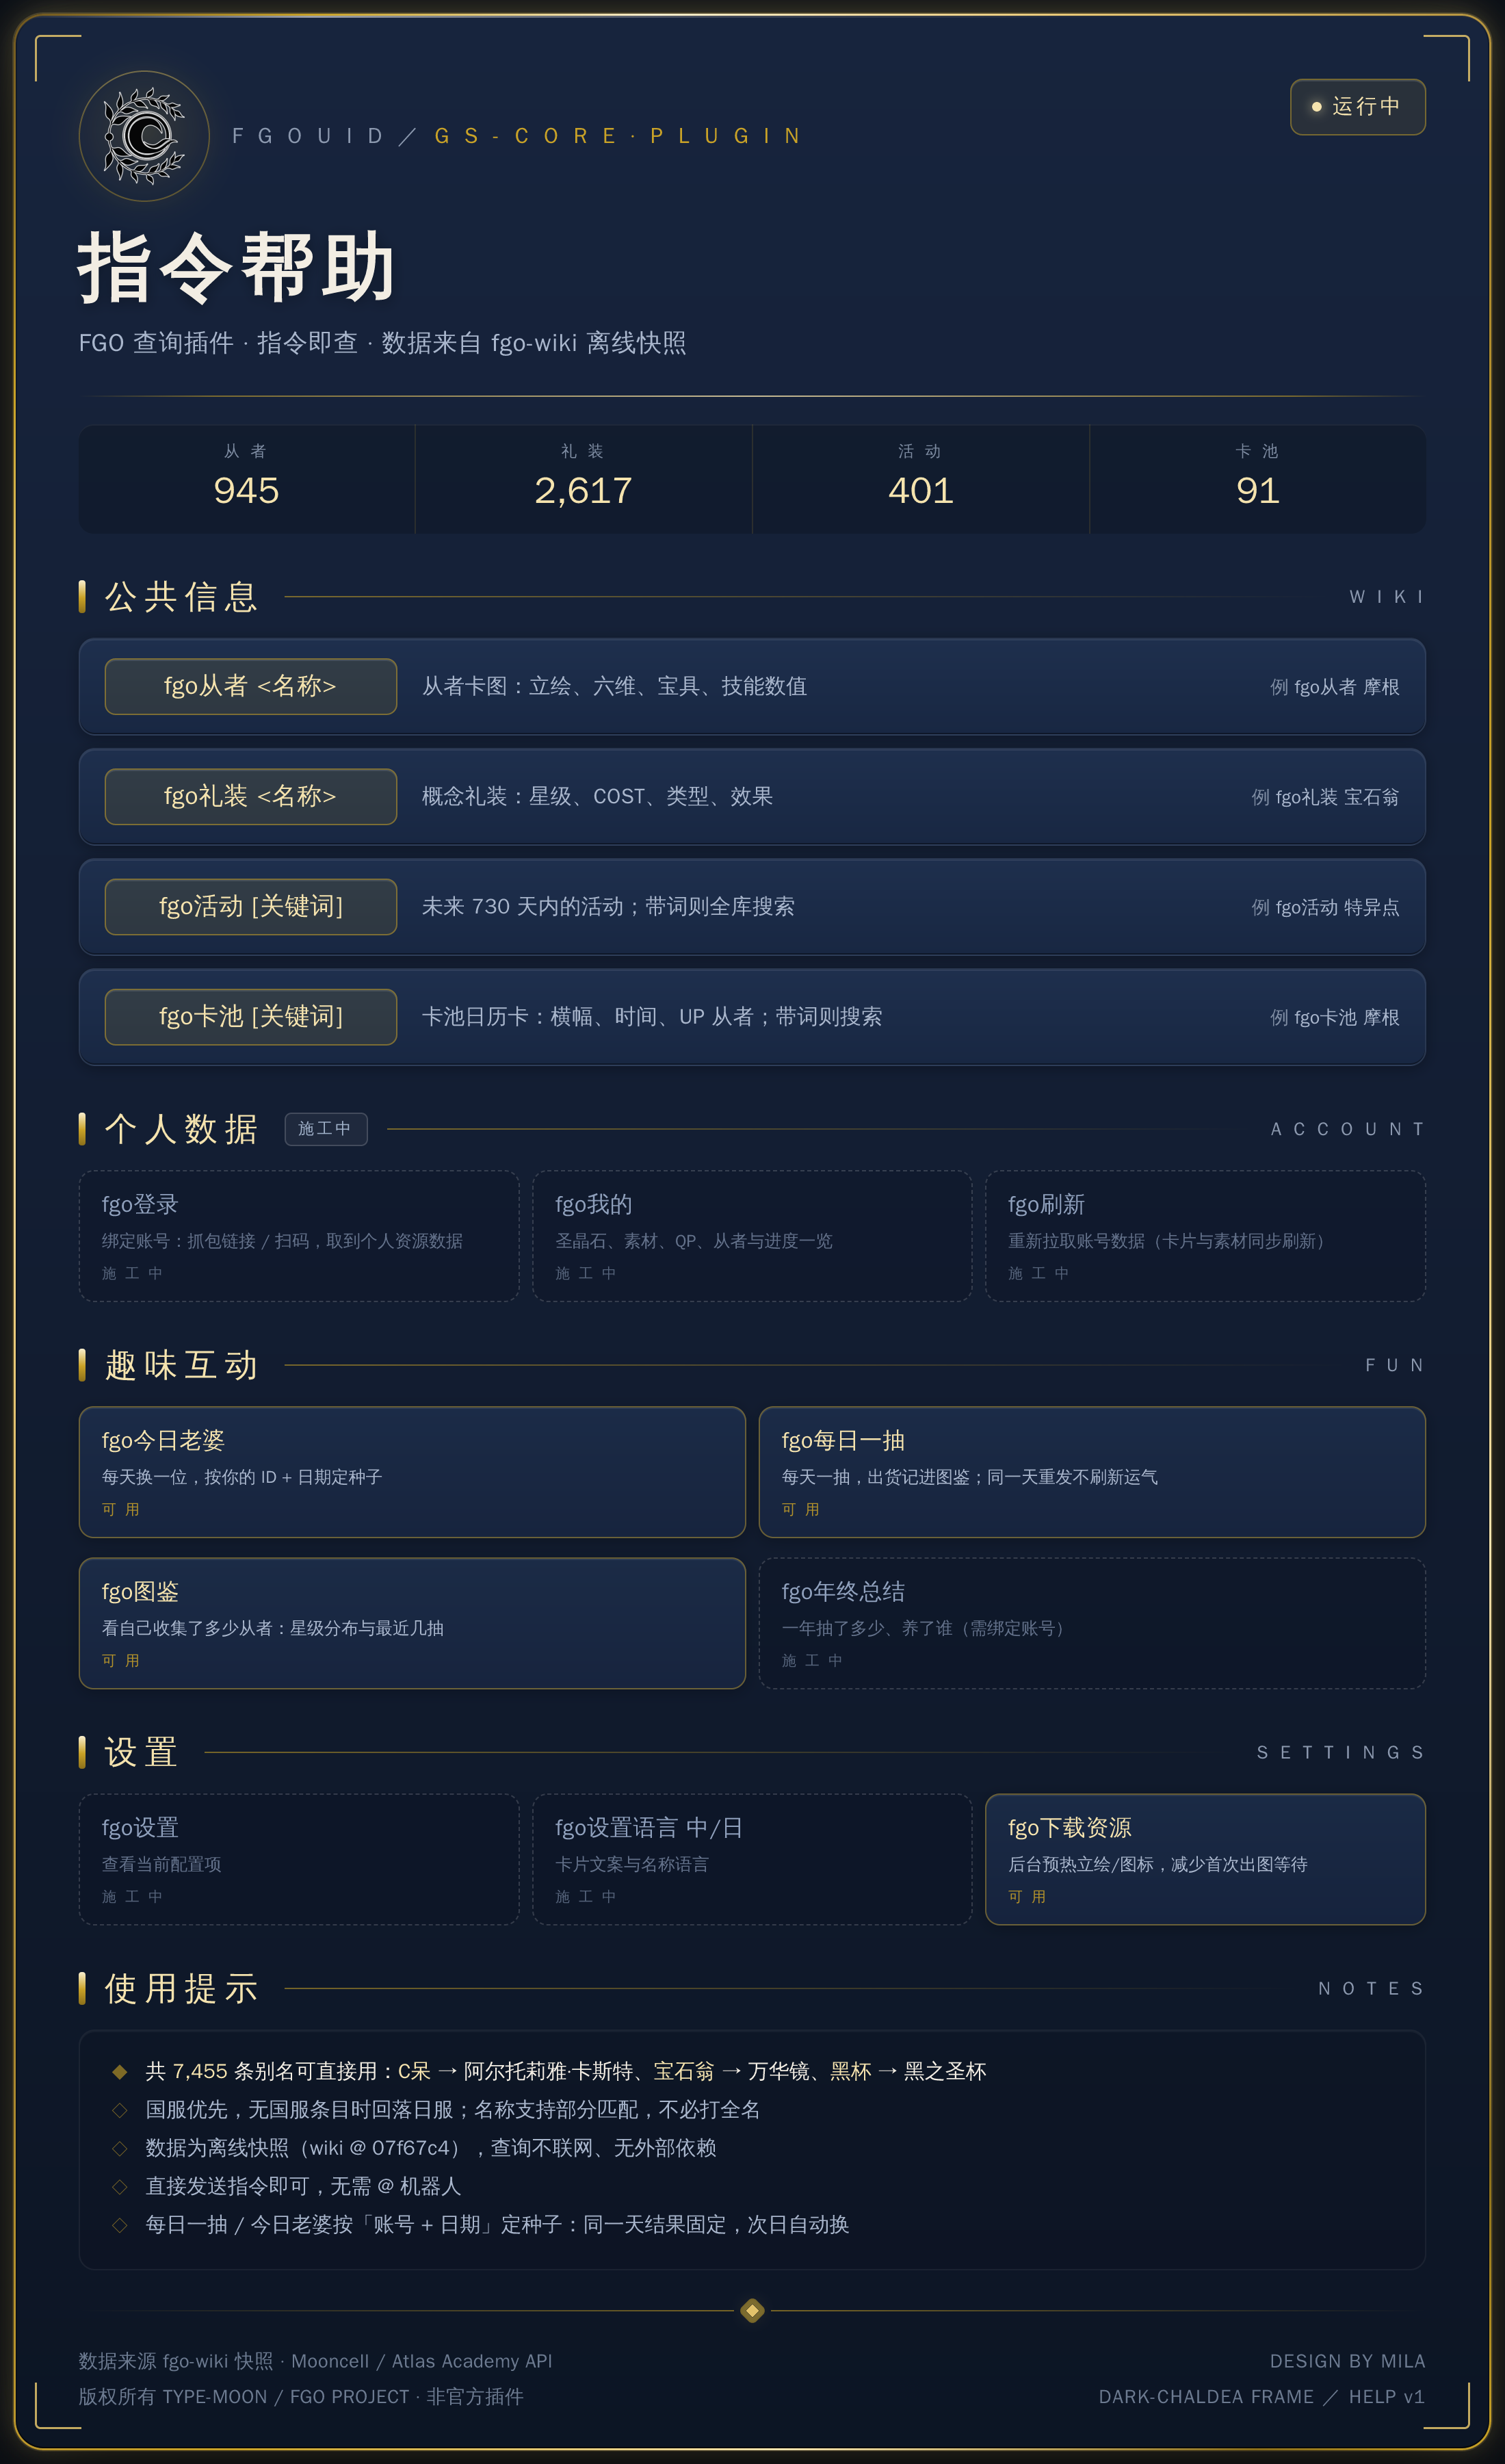 FGOUID／GS-CORE·PLUGIN
运行中
指令帮助
FGO 查询插件 · 指令即查 · 数据来自 fgo-wiki 离线快照
从者
945
礼装
2,617
活动
401
卡池
91
公共信息
WIKI
fgo从者 <名称>
从者卡图：立绘、六维、宝具、技能数值
例 fgo从者 摩根
fgo礼装 <名称>
概念礼装：星级、COST、类型、效果
例 fgo礼装 宝石翁
fgo活动 [关键词]
未来 730 天内的活动；带词则全库搜索
例 fgo活动 特异点
fgo卡池 [关键词]
卡池日历卡：横幅、时间、UP 从者；带词则搜索
例 fgo卡池 摩根
个人数据
施工中
ACCOUNT
fgo登录
绑定账号：抓包链接 / 扫码，取到个人资源数据
施工中
fgo我的
圣晶石、素材、QP、从者与进度一览
施工中
fgo刷新
重新拉取账号数据（卡片与素材同步刷新）
施工中
趣味互动
FUN
fgo今日老婆
每天换一位，按你的 ID + 日期定种子
可用
fgo每日一抽
每天一抽，出货记进图鉴；同一天重发不刷新运气
可用
fgo图鉴
看自己收集了多少从者：星级分布与最近几抽
可用
fgo年终总结
一年抽了多少、养了谁（需绑定账号）
施工中
设置
SETTINGS
fgo设置
查看当前配置项
施工中
fgo设置语言 中/日
卡片文案与名称语言
施工中
fgo下载资源
后台预热立绘/图标，减少首次出图等待
可用
使用提示
NOTES
共 7,455 条别名可直接用：C呆 → 阿尔托莉雅·卡斯特、宝石翁 → 万华镜、黑杯 → 黑之圣杯
国服优先，无国服条目时回落日服；名称支持部分匹配，不必打全名
数据为离线快照（wiki @ 07f67c4），查询不联网、无外部依赖
直接发送指令即可，无需 @ 机器人
每日一抽 / 今日老婆按「账号 + 日期」定种子：同一天结果固定，次日自动换
数据来源 fgo-wiki 快照 · Mooncell / Atlas Academy API
DESIGN BY MILA
版权所有 TYPE-MOON / FGO PROJECT · 非官方插件
DARK-CHALDEA FRAME ／ HELP v1